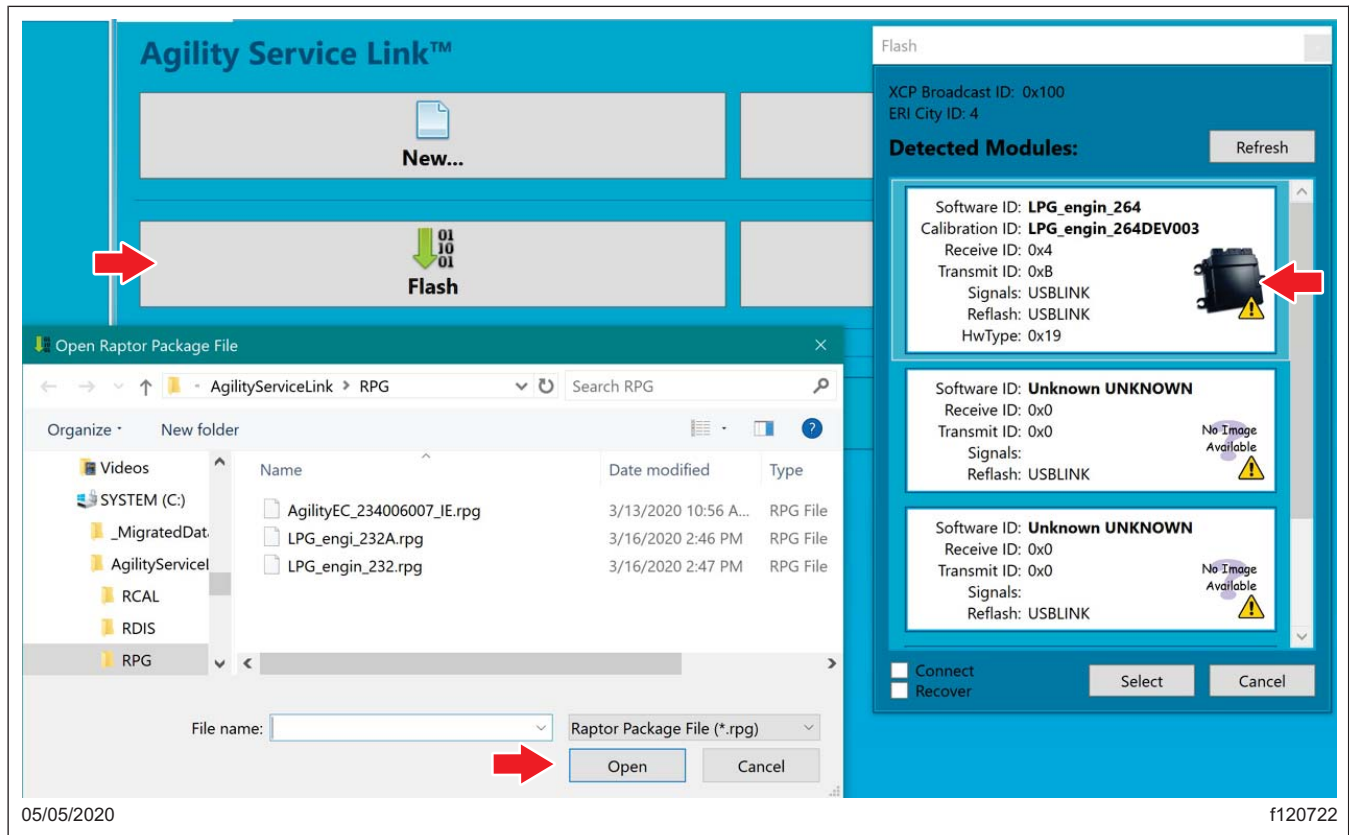 Agility Service Link™
New...
01
10
01
Flash
Flash
XCP Broadcast ID: 0x100
ERI City ID: 4
Detected Modules:
Refresh
Software ID: LPG_engin_264
Calibration ID: LPG_engin_264DEV003
Receive ID: 0x4
Transmit ID: 0xB
Signals: USBLINK
Reflash: USBLINK
HwType: 0x19
Software ID: Unknown UNKNOWN
Receive ID: 0x0
Transmit ID: 0x0
Signals:
Reflash: USBLINK
No Image
Available
Software ID: Unknown UNKNOWN
Receive ID: 0x0
Transmit ID: 0x0
Signals:
Reflash: USBLINK
No Image
Available
Connect
Recover
Select
Cancel
Open Raptor Package File
AgilityServiceLink > RPG
Search RPG
Organize
New folder
Videos
SYSTEM (C:)
_MigratedDat
AgilityServicel
RCAL
RDIS
RPG
Name Date modified Type
AgilityEC_234006007_IE.rpg 3/13/2020 10:56 A... RPG File
LPG_engi_232A.rpg 3/16/2020 2:46 PM RPG File
LPG_engin_232.rpg 3/16/2020 2:47 PM RPG File
File name:
Raptor Package File (*.rpg)
Open
Cancel
05/05/2020
f120722